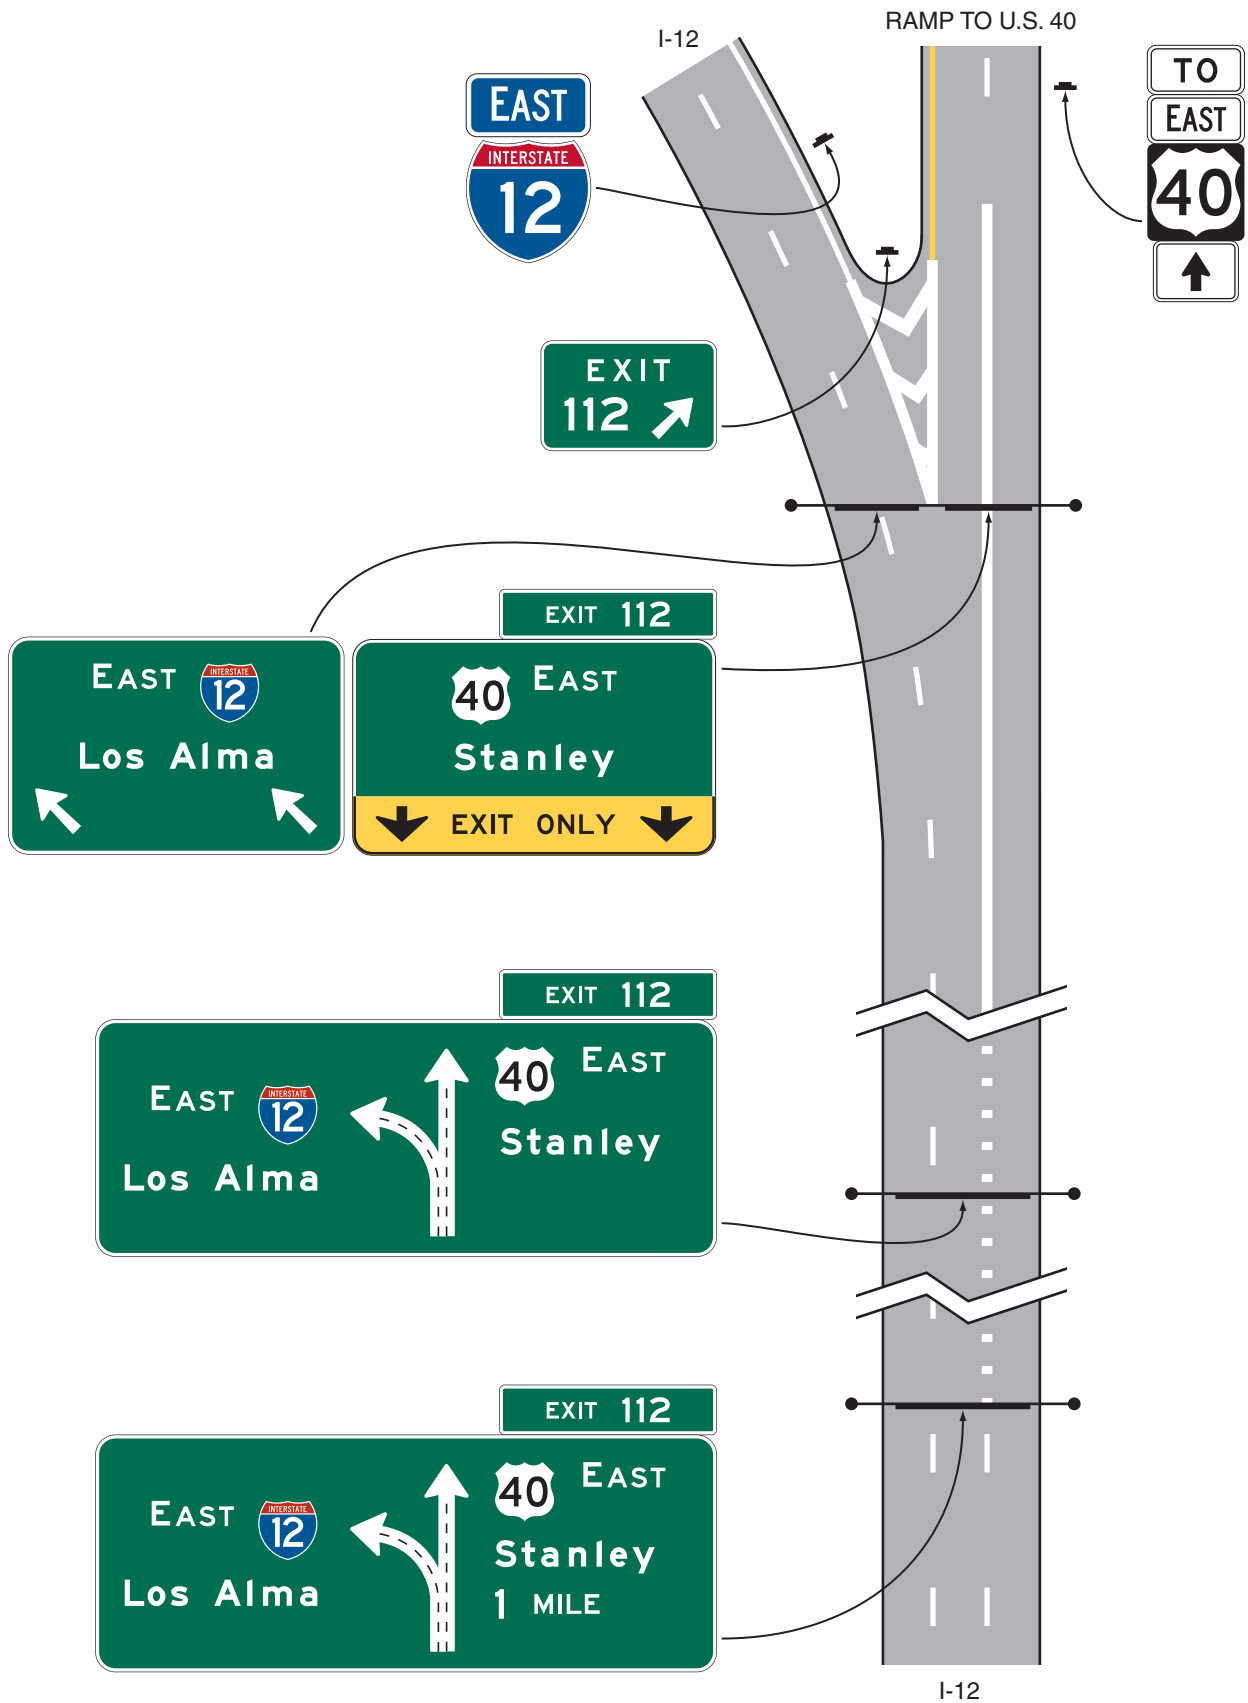 I-12
RAMP TO U.S. 40
EAST
INTERSTATE
12
TO
EAST
40
EXIT
112
EXIT 112
EAST INTERSTATE 12
Los Alma
40 EAST
Stanley
EXIT ONLY
EXIT 112
EAST INTERSTATE 12
Los Alma
40 EAST
Stanley
EXIT 112
EAST INTERSTATE 12
Los Alma
40 EAST
Stanley
1 MILE
I-12